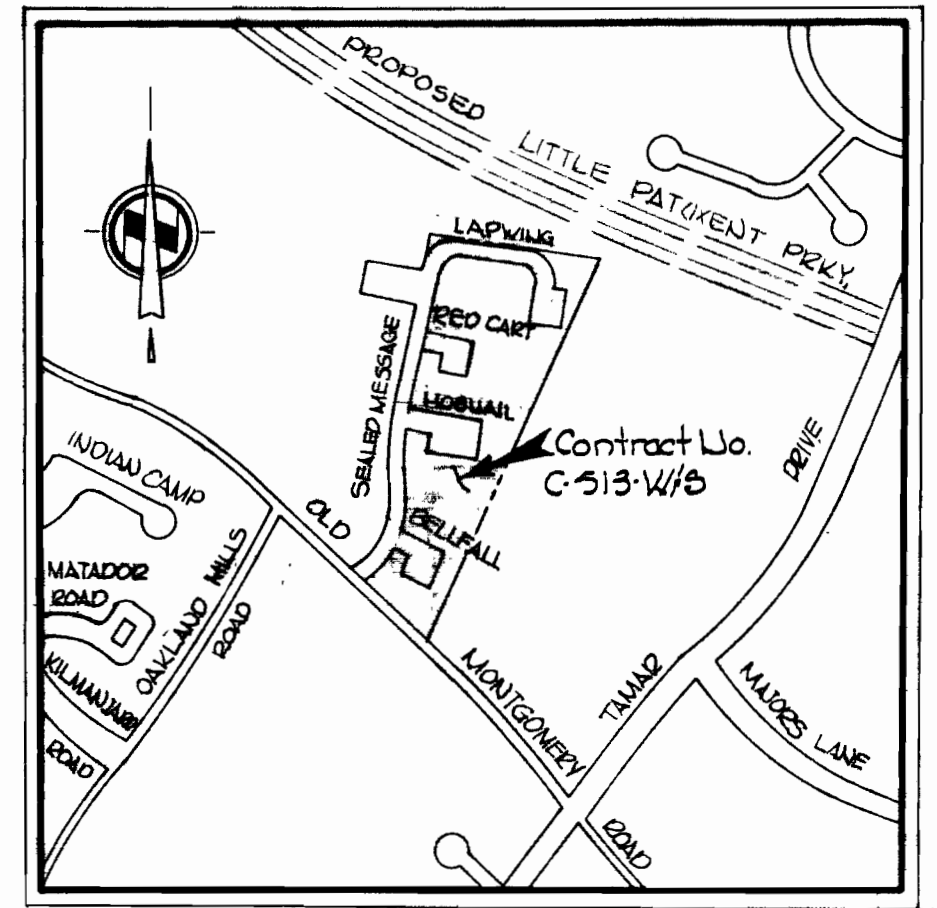 PROPOSED LITTLE PATUXENT PRKY,
LAPWING
RED CART
SEALED MESSAGE
HOBNAIL
Contract No.
C-513-W/S
BELLFALL
INDIAN CAMP
OLD MONTGOMERY ROAD
MATADOR
ROAD
OAKLAND MILLS
ROAD
KILMANJARO
ROAD
TAMAR DRIVE
MAJORS LANE